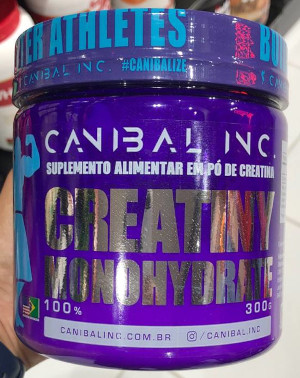 TER ATHLETES
CANIBAL INC. #CANIBALIZE
CANIBAL INC.
SUPLEMENTO ALIMENTAR EM PÓ DE CREATINA
CREATINY
MONOHYDRATE
100% 300g
CANIBALINC.COM.BR /CANIBAL.INC